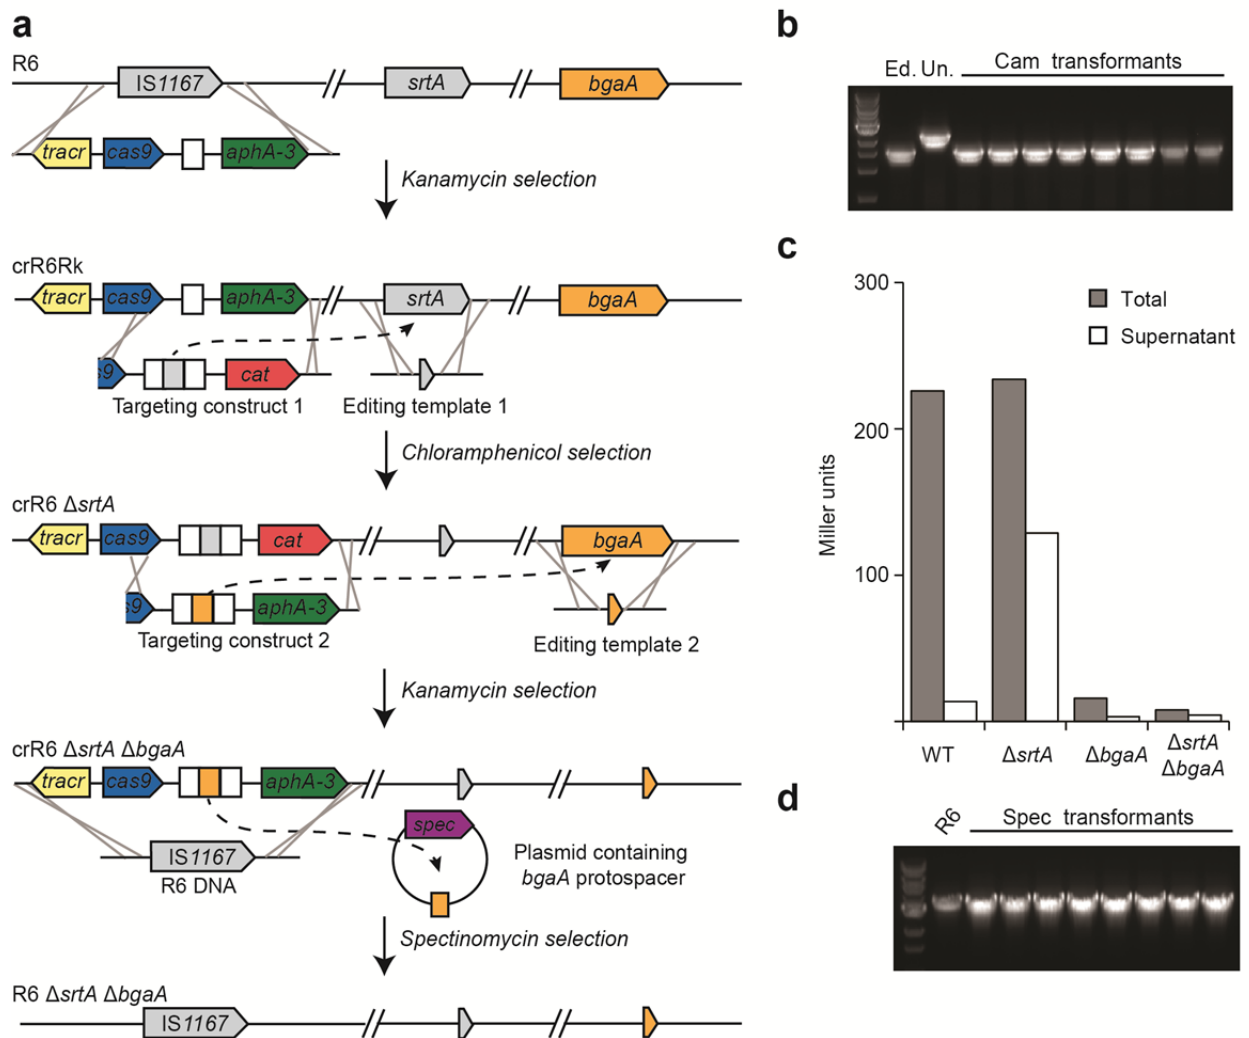 a
R6
IS1167
srtA
bgaA
tracr
cas9
aphA-3
Kanamycin selection
crR6Rk
tracr
cas9
aphA-3
srtA
bgaA
s9
cat
Targeting construct 1
Editing template 1
Chloramphenicol selection
crR6 ΔsrtA
tracr
cas9
cat
bgaA
s9
aphA-3
Targeting construct 2
Editing template 2
Kanamycin selection
crR6 ΔsrtA ΔbgaA
tracr
cas9
aphA-3
IS1167
R6 DNA
spec
Plasmid containing
bgaA protospacer
Spectinomycin selection
R6 ΔsrtA ΔbgaA
IS1167
b
Ed. Un.
Cam transformants
c
300
200
100
Miller units
Total
Supernatant
WT
ΔsrtA
ΔbgaA
ΔsrtA
ΔbgaA
d
R6
Spec transformants